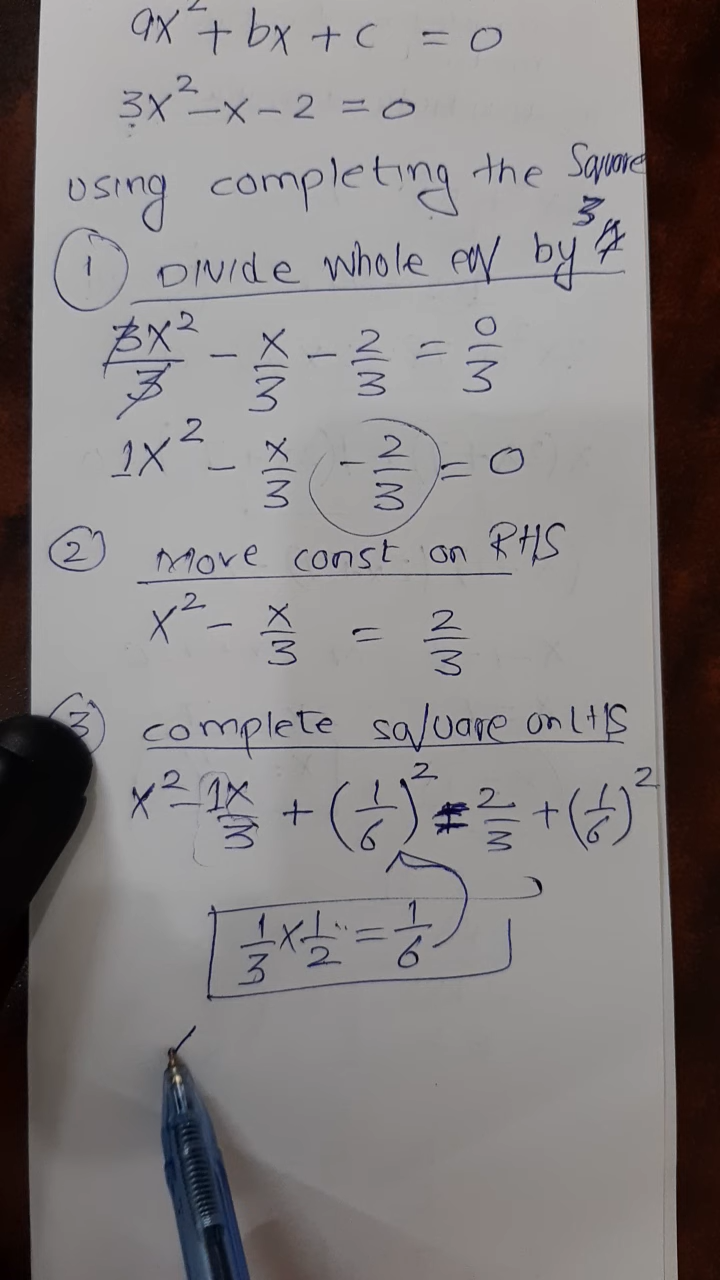 ax² + bx + c = 0
3x² - x - 2 = 0
using completing the Square
① Divide whole eq by 3
3x²/3 - x/3 - 2/3 = 0/3
1x² - x/3 - 2/3 = 0
② Move const. on RHS
x² - x/3 = 2/3
③ complete square on LHS
x² - 1x/3 + (1/6)² = 2/3 + (1/6)²
1/3 × 1/2 = 1/6